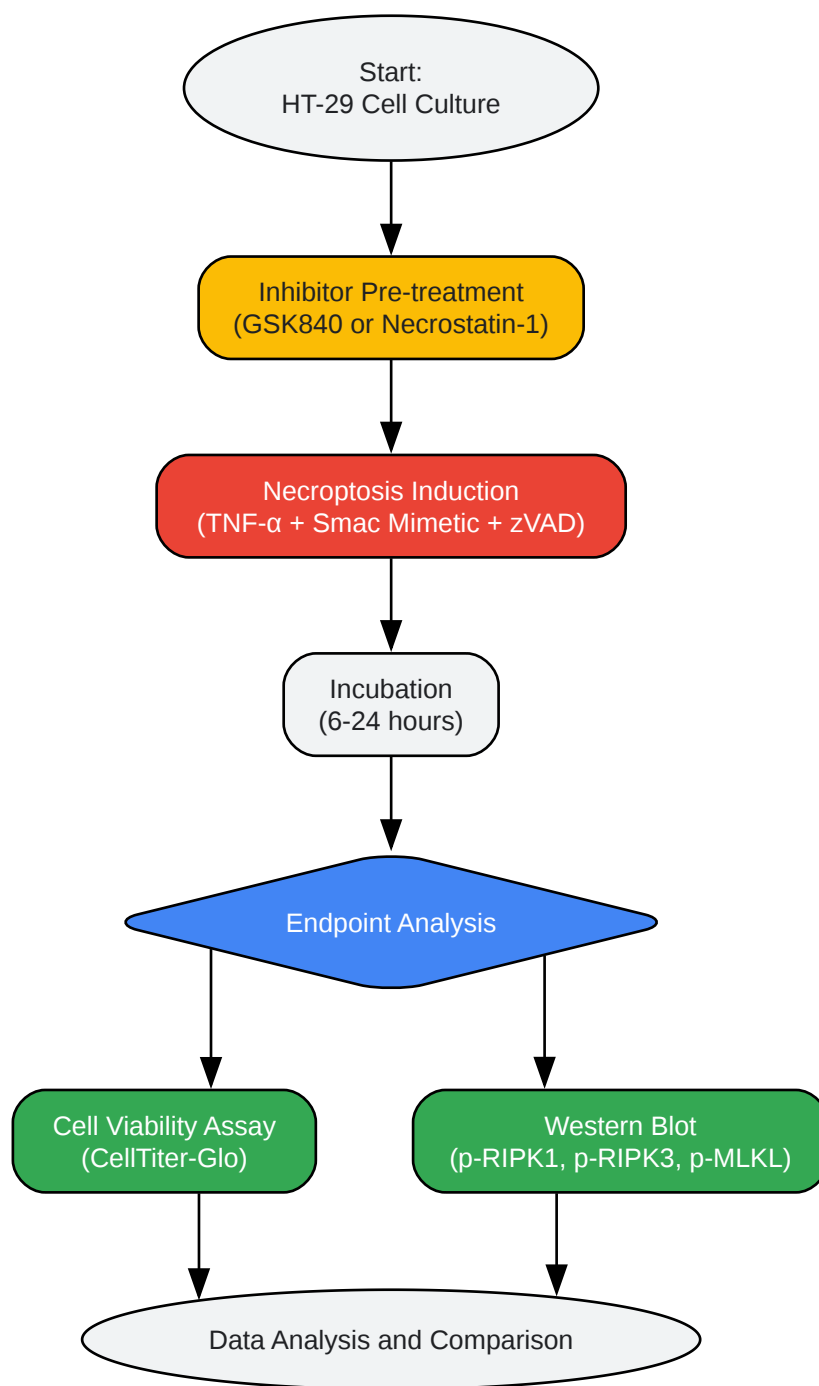 Start:
HT-29 Cell Culture
Inhibitor Pre-treatment
(GSK840 or Necrostatin-1)
Necroptosis Induction
(TNF-α + Smac Mimetic + zVAD)
Incubation
(6-24 hours)
Endpoint Analysis
Cell Viability Assay
(CellTiter-Glo)
Western Blot
(p-RIPK1, p-RIPK3, p-MLKL)
Data Analysis and Comparison